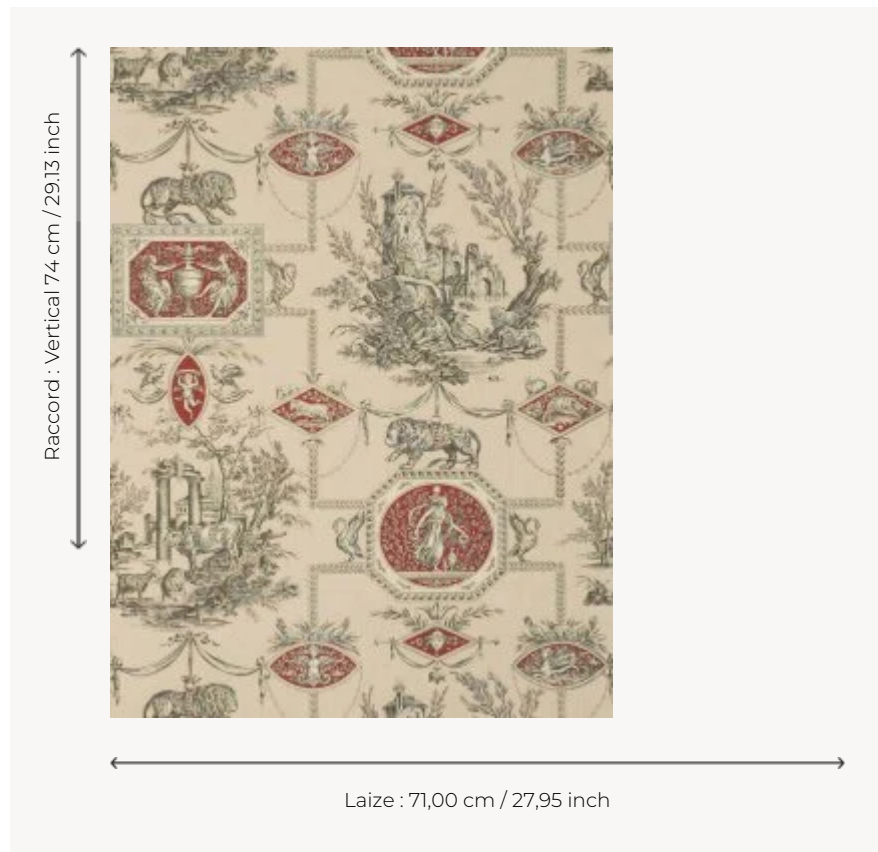 Raccord : Vertical 74 cm / 29.13 inch
Laize : 71,00 cm / 27,95 inch